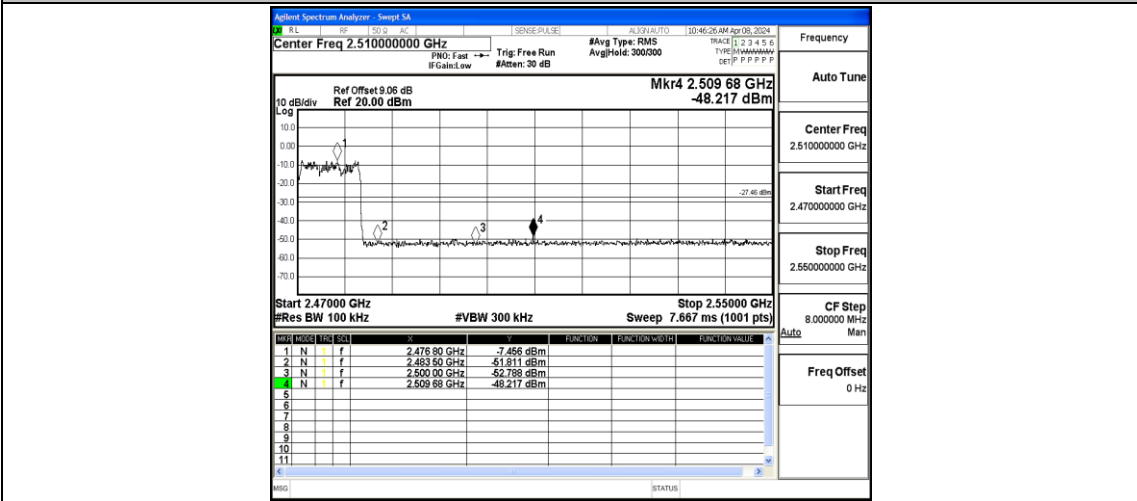 Agilent Spectrum Analyzer - Swept SA
RL RF 50 Ω AC SENSE:PULSE ALIGN AUTO 10:46:26 AM Apr 08, 2024
Center Freq 2.510000000 GHz #Avg Type: RMS TRACE 1 2 3 4 5 6
PNO: Fast Trig: Free Run Avg|Hold: 300/300 TYPE M
IFGain:Low #Atten: 30 dB DET P P P P P P
Frequency
Auto Tune
Center Freq
2.510000000 GHz
Start Freq
2.470000000 GHz
Stop Freq
2.550000000 GHz
CF Step
8.000000 MHz
Auto Man
Freq Offset
0 Hz
Mkr4 2.509 68 GHz
-48.217 dBm
Ref Offset 9.06 dB
10 dB/div Ref 20.00 dBm
Log
10.0
0.00
-10.0
-20.0
-30.0
-40.0
-50.0
-60.0
-70.0
1
2
3
4
-27.46 dBm
Start 2.47000 GHz Stop 2.55000 GHz
#Res BW 100 kHz #VBW 300 kHz Sweep 7.667 ms (1001 pts)
MKR MODE TRC SCL X Y FUNCTION FUNCTION WIDTH FUNCTION VALUE
1 N 1 f 2.476 80 GHz -7.456 dBm
2 N 1 f 2.483 50 GHz -51.811 dBm
3 N 1 f 2.500 00 GHz -52.788 dBm
4 N 1 f 2.509 68 GHz -48.217 dBm
5
6
7
8
9
10
11
MSG STATUS